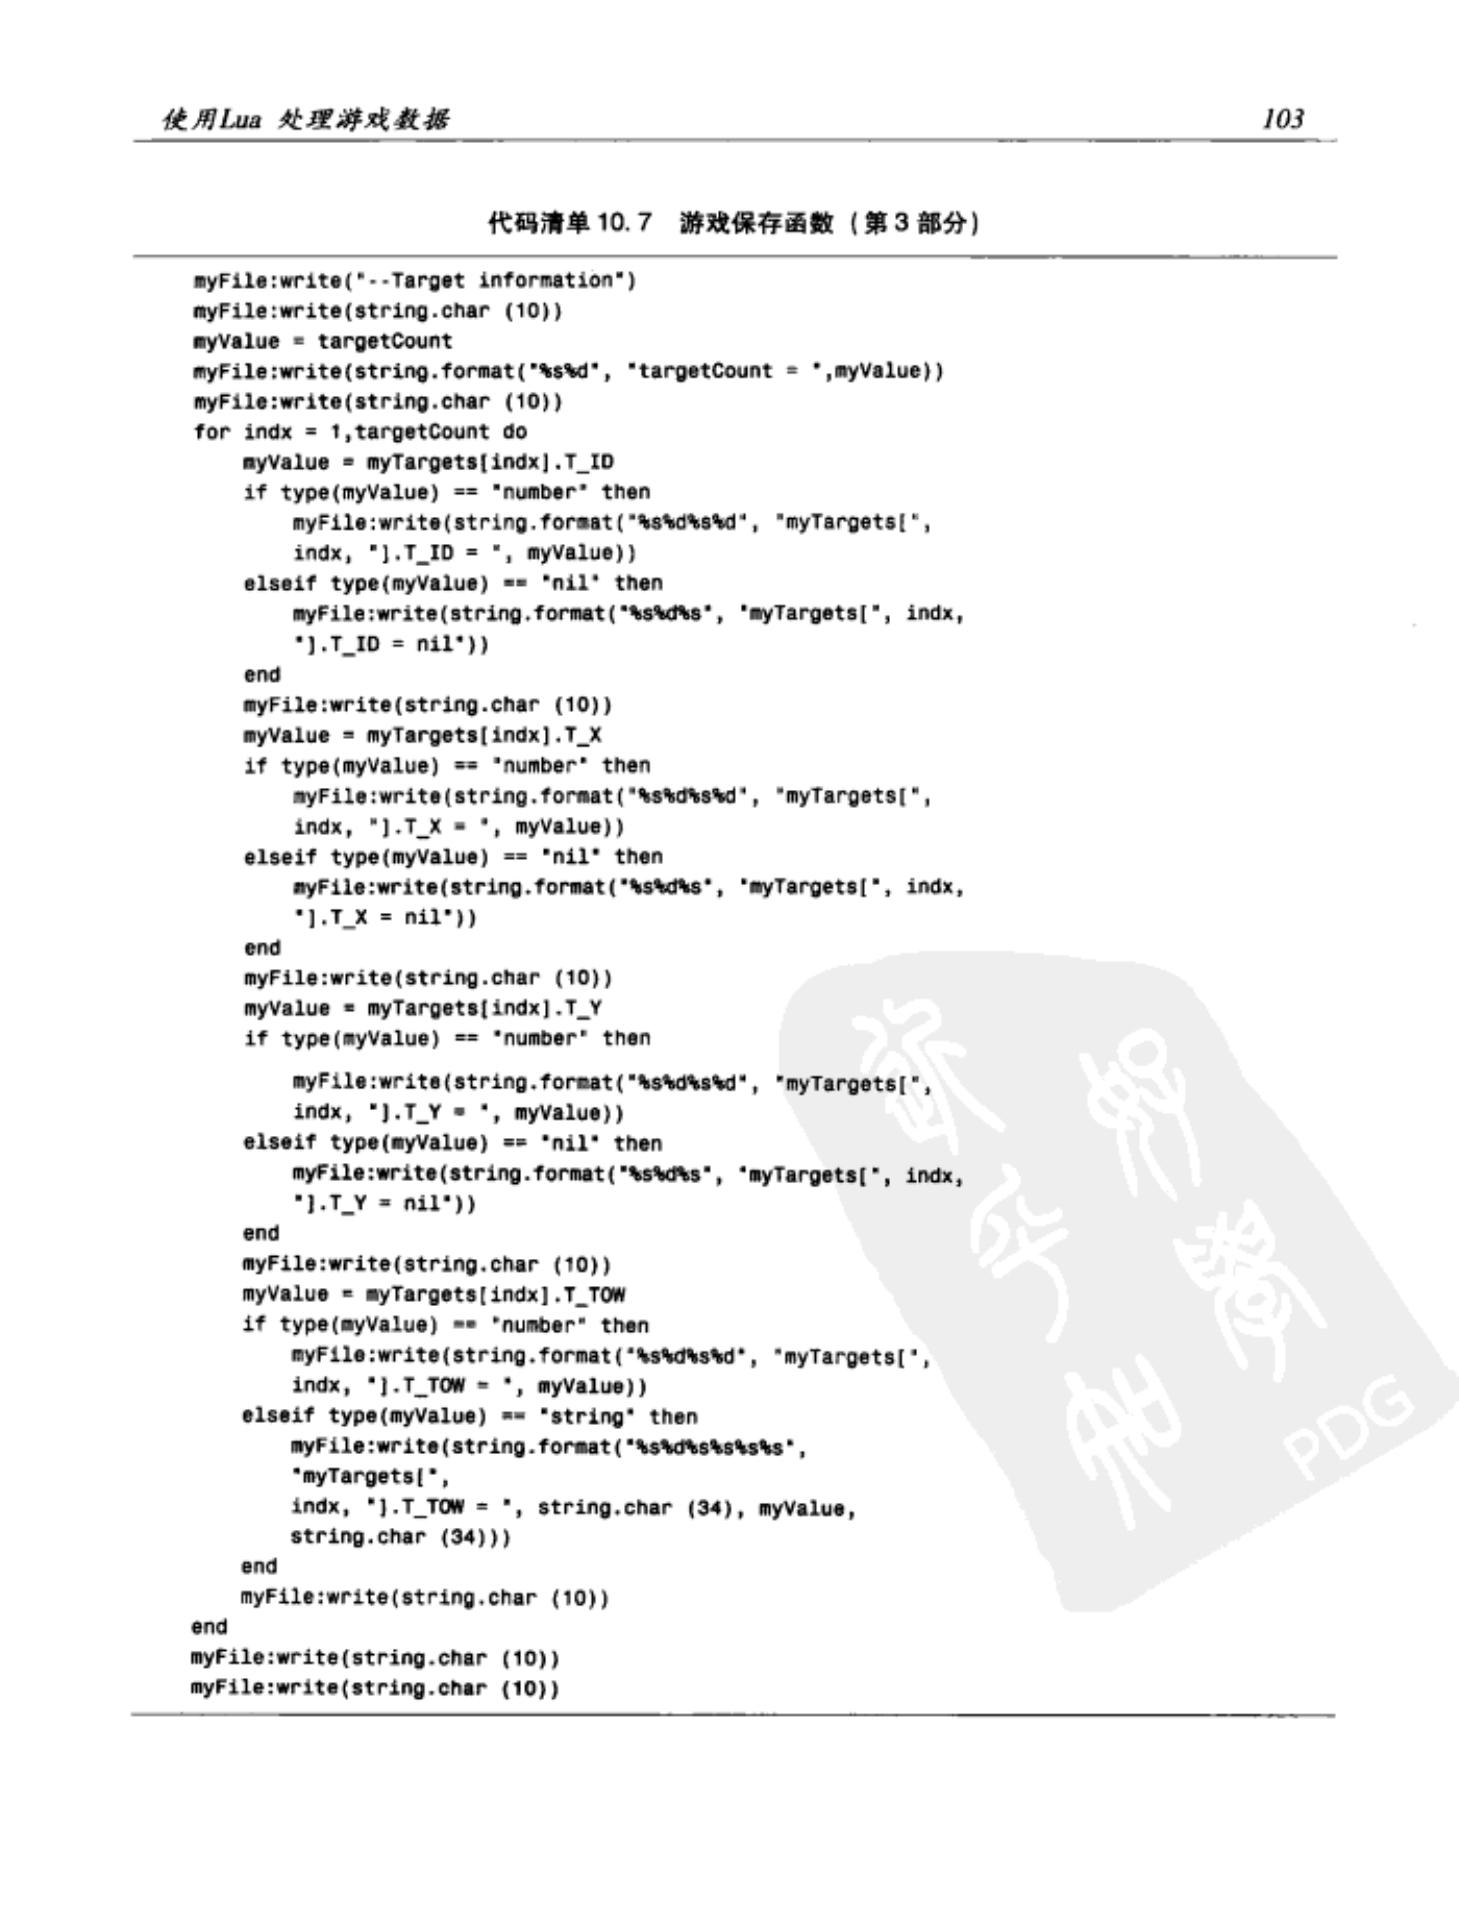 使用Lua 处理游戏数据 103
代码清单 10.7 游戏保存函数 (第 3 部分)
myFile:write("--Target information")
myFile:write(string.char (10))
myValue = targetCount
myFile:write(string.format("%s%d", "targetCount = ",myValue))
myFile:write(string.char (10))
for indx = 1,targetCount do
    myValue = myTargets[indx].T_ID
    if type(myValue) == "number" then
        myFile:write(string.format("%s%d%s%d", "myTargets[",
        indx, "].T_ID = ", myValue))
    elseif type(myValue) == "nil" then
        myFile:write(string.format("%s%d%s", "myTargets[", indx,
        "].T_ID = nil"))
    end
    myFile:write(string.char (10))
    myValue = myTargets[indx].T_X
    if type(myValue) == "number" then
        myFile:write(string.format("%s%d%s%d", "myTargets[",
        indx, "].T_X = ", myValue))
    elseif type(myValue) == "nil" then
        myFile:write(string.format("%s%d%s", "myTargets[", indx,
        "].T_X = nil"))
    end
    myFile:write(string.char (10))
    myValue = myTargets[indx].T_Y
    if type(myValue) == "number" then
        myFile:write(string.format("%s%d%s%d", "myTargets[",
        indx, "].T_Y = ", myValue))
    elseif type(myValue) == "nil" then
        myFile:write(string.format("%s%d%s", "myTargets[", indx,
        "].T_Y = nil"))
    end
    myFile:write(string.char (10))
    myValue = myTargets[indx].T_TOW
    if type(myValue) == "number" then
        myFile:write(string.format("%s%d%s%d", "myTargets[",
        indx, "].T_TOW = ", myValue))
    elseif type(myValue) == "string" then
        myFile:write(string.format("%s%d%s%s%s%s",
        "myTargets[",
        indx, "].T_TOW = ", string.char (34), myValue,
        string.char (34)))
    end
    myFile:write(string.char (10))
end
myFile:write(string.char (10))
myFile:write(string.char (10))
PDG